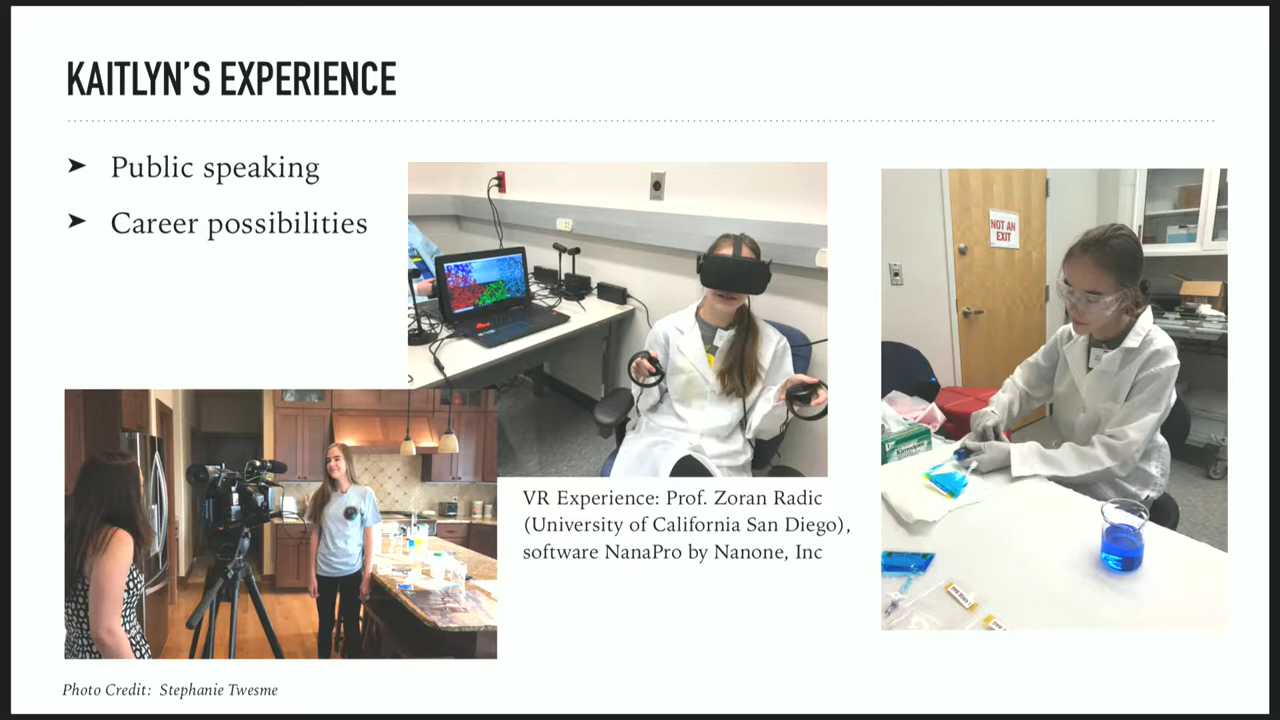 KAITLYN'S EXPERIENCE
➤ Public speaking
➤ Career possibilities
NOT AN
EXIT
Kimwipes
VR Experience: Prof. Zoran Radic
(University of California San Diego),
software NanaPro by Nanone, Inc
Photo Credit: Stephanie Twesme